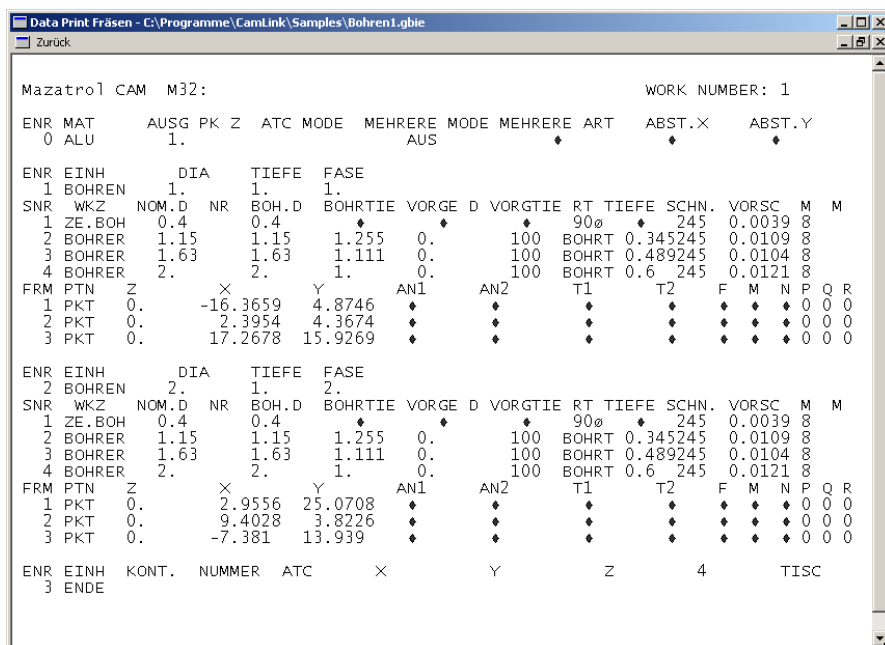 Data Print Fräsen - C:\Programme\CamLink\Samples\Bohren1.gbie
Zurück
Mazatrol CAM M32: WORK NUMBER: 1
ENR MAT AUSG PK Z ATC MODE MEHRERE MODE MEHRERE ART ABST.X ABST.Y
0 ALU 1. AUS ♦ ♦ ♦
ENR EINH DIA TIEFE FASE
1 BOHREN 1. 1. 1.
SNR WKZ NOM.D NR BOH.D BOHRTIE VORGE D VORGTIE RT TIEFE SCHN. VORSC M M
1 ZE.BOH 0.4 0.4 ♦ ♦ ♦ 90ø ♦ 245 0.0039 8
2 BOHRER 1.15 1.15 1.255 0. 100 BOHRT 0.345245 0.0109 8
3 BOHRER 1.63 1.63 1.111 0. 100 BOHRT 0.489245 0.0104 8
4 BOHRER 2. 2. 1. 0. 100 BOHRT 0.6 245 0.0121 8
FRM PTN Z X Y AN1 AN2 T1 T2 F M N P Q R
1 PKT 0. -16.3659 4.8746 ♦ ♦ ♦ ♦ ♦ ♦ ♦ 0 0 0
2 PKT 0. 2.3954 4.3674 ♦ ♦ ♦ ♦ ♦ ♦ ♦ 0 0 0
3 PKT 0. 17.2678 15.9269 ♦ ♦ ♦ ♦ ♦ ♦ ♦ 0 0 0
ENR EINH DIA TIEFE FASE
2 BOHREN 2. 1. 2.
SNR WKZ NOM.D NR BOH.D BOHRTIE VORGE D VORGTIE RT TIEFE SCHN. VORSC M M
1 ZE.BOH 0.4 0.4 ♦ ♦ ♦ 90ø ♦ 245 0.0039 8
2 BOHRER 1.15 1.15 1.255 0. 100 BOHRT 0.345245 0.0109 8
3 BOHRER 1.63 1.63 1.111 0. 100 BOHRT 0.489245 0.0104 8
4 BOHRER 2. 2. 1. 0. 100 BOHRT 0.6 245 0.0121 8
FRM PTN Z X Y AN1 AN2 T1 T2 F M N P Q R
1 PKT 0. 2.9556 25.0708 ♦ ♦ ♦ ♦ ♦ ♦ ♦ 0 0 0
2 PKT 0. 9.4028 3.8226 ♦ ♦ ♦ ♦ ♦ ♦ ♦ 0 0 0
3 PKT 0. -7.381 13.939 ♦ ♦ ♦ ♦ ♦ ♦ ♦ 0 0 0
ENR EINH KONT. NUMMER ATC X Y Z 4 TISC
3 ENDE